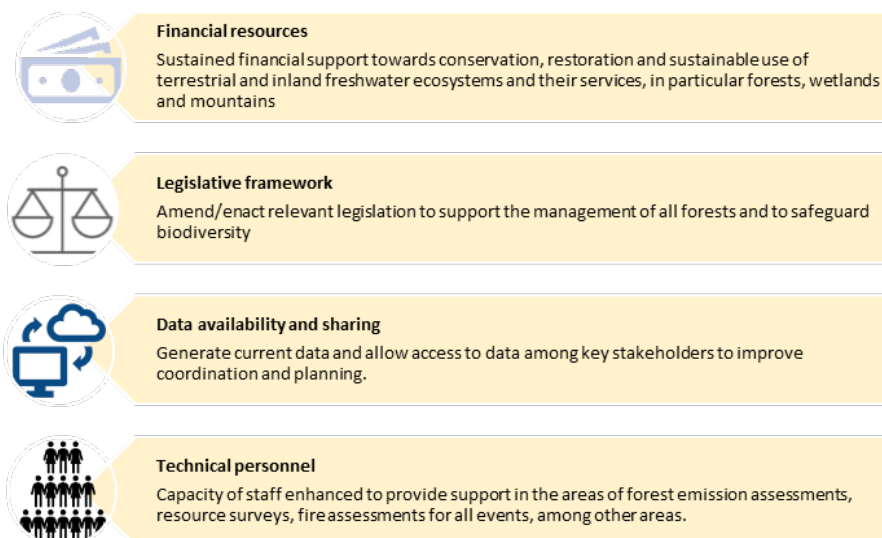 Financial resources
Sustained financial support towards conservation, restoration and sustainable use of
terrestrial and inland freshwater ecosystems and their services, in particular forests, wetlands
and mountains
Legislative framework
Amend/enact relevant legislation to support the management of all forests and to safeguard
biodiversity
Data availability and sharing
Generate current data and allow access to data among key stakeholders to improve
coordination and planning.
Technical personnel
Capacity of staff enhanced to provide support in the areas of forest emission assessments,
resource surveys, fire assessments for all events, among other areas.